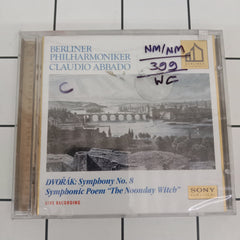 BERLINER
PHILHARMONIKER
CLAUDIO ABBADO
NM/NM
399
WC
C
DVOŘÁK: Symphony No. 8
Symphonic Poem "The Noonday Witch"
LIVE RECORDING
SONY